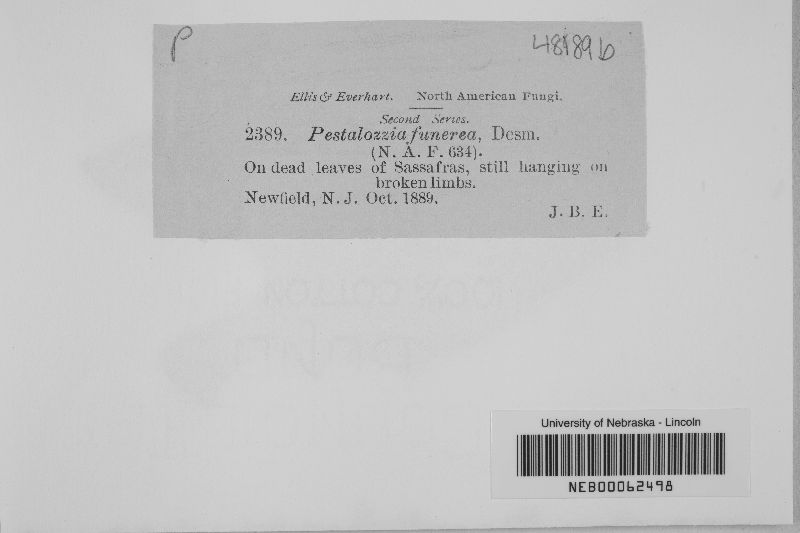 P
48189b
Ellis & Everhart. North American Fungi.
Second Series.
2389. Pestalozzia funerea, Desm.
(N. A. F. 634).
On dead leaves of Sassafras, still hanging on
broken limbs.
Newfield, N. J. Oct. 1889.
J. B. E.
University of Nebraska - Lincoln
NEB00062498